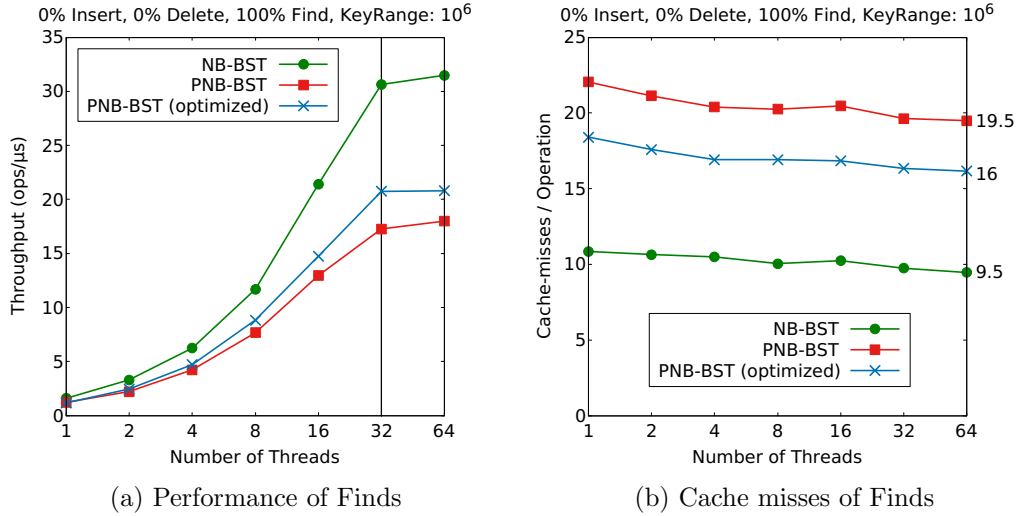 0% Insert, 0% Delete, 100% Find, KeyRange: 10⁶
35
30
25
20
15
10
5
0
Throughput (ops/µs)
NB-BST
PNB-BST
PNB-BST (optimized)
1 2 4 8 16 32 64
Number of Threads
(a) Performance of Finds
0% Insert, 0% Delete, 100% Find, KeyRange: 10⁶
25
20
15
10
5
0
Cache-misses / Operation
19.5
16
9.5
NB-BST
PNB-BST
PNB-BST (optimized)
1 2 4 8 16 32 64
Number of Threads
(b) Cache misses of Finds